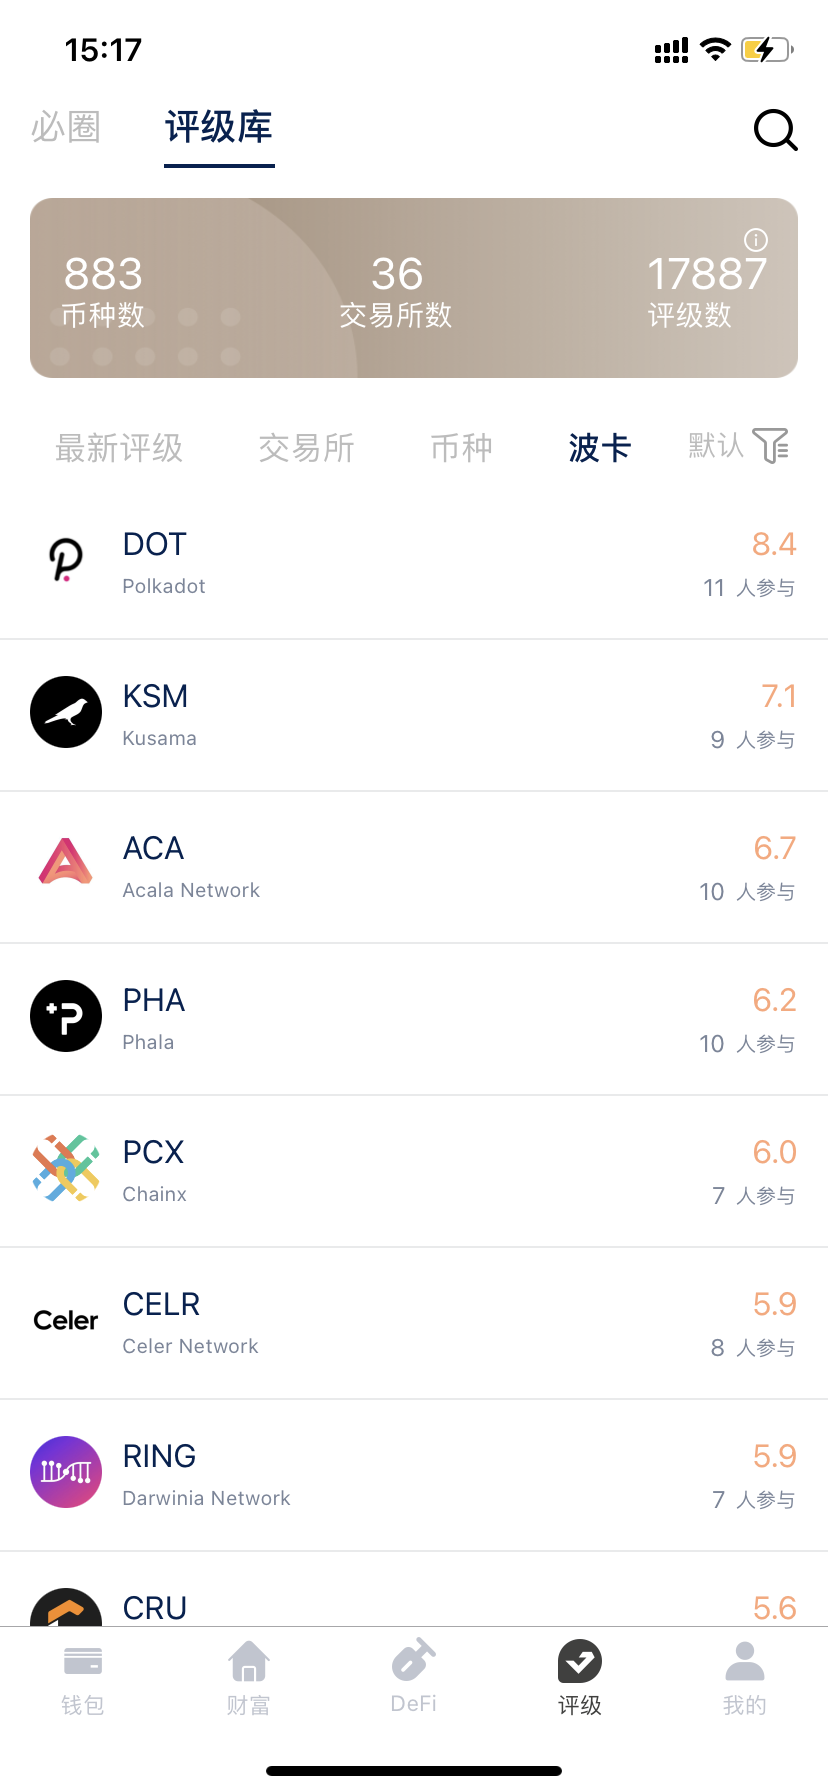 15:17
必圈 评级库
883 36 17887
币种数 交易所数 评级数
最新评级 交易所 币种 波卡 默认
DOT 8.4
Polkadot 11 人参与
KSM 7.1
Kusama 9 人参与
ACA 6.7
Acala Network 10 人参与
PHA 6.2
Phala 10 人参与
PCX 6.0
Chainx 7 人参与
Celer CELR 5.9
Celer Network 8 人参与
RING 5.9
Darwinia Network 7 人参与
CRU 5.6
钱包 财富 DeFi 评级 我的